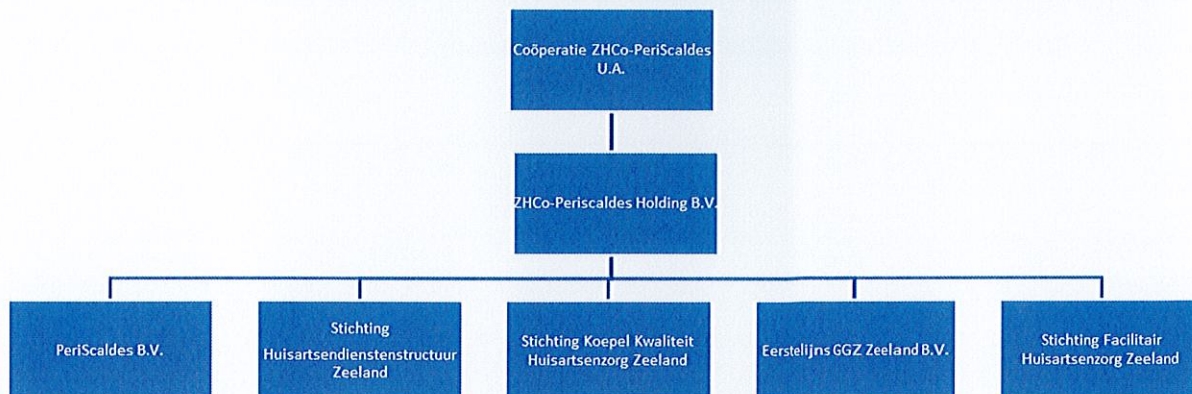 Coöperatie ZHCo-PeriScaldes
U.A.
ZHCo-Periscaldes Holding B.V.
PeriScaldes B.V.
Stichting
Huisartsendienstenstructuur
Zeeland
Stichting Koepel Kwaliteit
Huisartsenzorg Zeeland
Eerstelijns GGZ Zeeland B.V.
Stichting Facilitair
Huisartsenzorg Zeeland